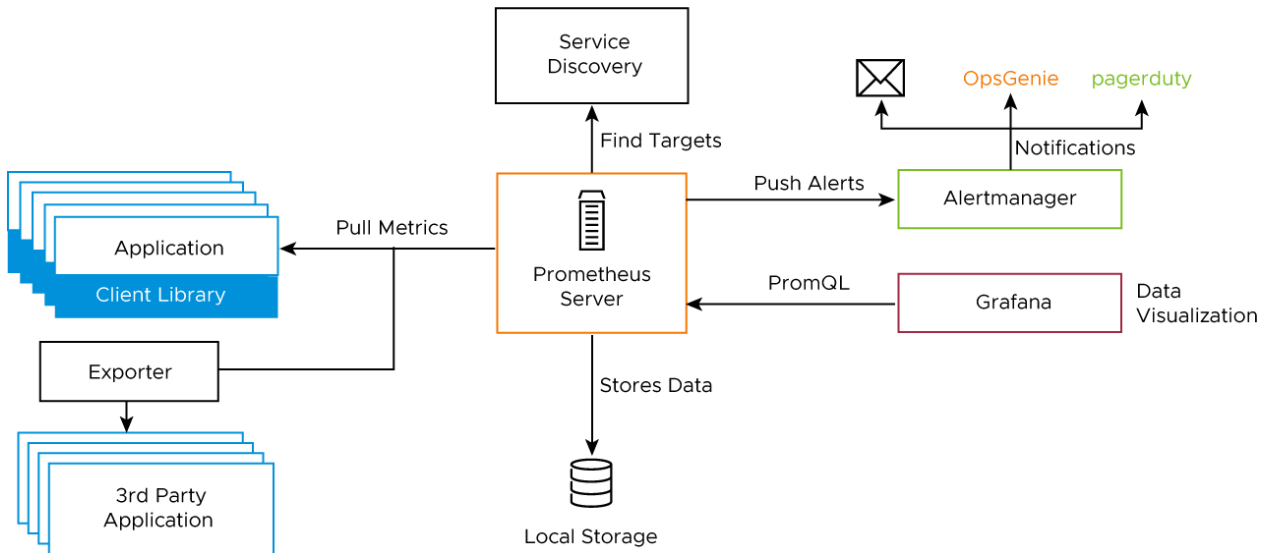 Service
Discovery
OpsGenie
pagerduty
Find Targets
Notifications
Push Alerts
Alertmanager
Pull Metrics
Application
Client Library
Prometheus
Server
PromQL
Grafana
Data
Visualization
Exporter
Stores Data
3rd Party
Application
Local Storage